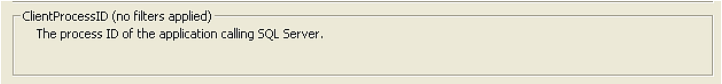 ClientProcessID (no filters applied)
The process ID of the application calling SQL Server.